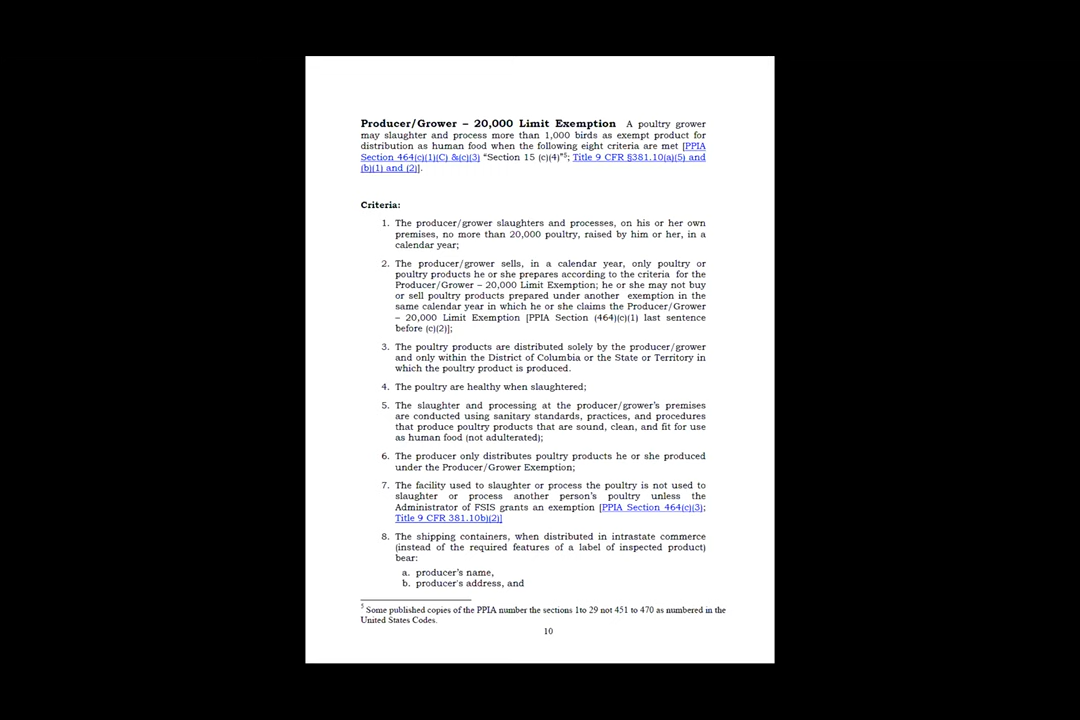 Producer/Grower – 20,000 Limit Exemption A poultry grower
may slaughter and process more than 1,000 birds as exempt product for
distribution as human food when the following eight criteria are met [PPIA
Section 464(c)(1)(C) &(c)(3) “Section 15 (c)(4)”5; Title 9 CFR §381.10(a)(5) and
(b)(1) and (2)].
Criteria:
1. The producer/grower slaughters and processes, on his or her own
premises, no more than 20,000 poultry, raised by him or her, in a
calendar year;
2. The producer/grower sells, in a calendar year, only poultry or
poultry products he or she prepares according to the criteria for the
Producer/Grower – 20,000 Limit Exemption; he or she may not buy
or sell poultry products prepared under another exemption in the
same calendar year in which he or she claims the Producer/Grower
– 20,000 Limit Exemption [PPIA Section (464)(c)(1) last sentence
before (c)(2)];
3. The poultry products are distributed solely by the producer/grower
and only within the District of Columbia or the State or Territory in
which the poultry product is produced.
4. The poultry are healthy when slaughtered;
5. The slaughter and processing at the producer/grower’s premises
are conducted using sanitary standards, practices, and procedures
that produce poultry products that are sound, clean, and fit for use
as human food (not adulterated);
6. The producer only distributes poultry products he or she produced
under the Producer/Grower Exemption;
7. The facility used to slaughter or process the poultry is not used to
slaughter or process another person’s poultry unless the
Administrator of FSIS grants an exemption [PPIA Section 464(c)(3);
Title 9 CFR 381.10b)(2)]
8. The shipping containers, when distributed in intrastate commerce
(instead of the required features of a label of inspected product)
bear:
a. producer’s name,
b. producer's address, and
5 Some published copies of the PPIA number the sections 1to 29 not 451 to 470 as numbered in the
United States Codes.
10